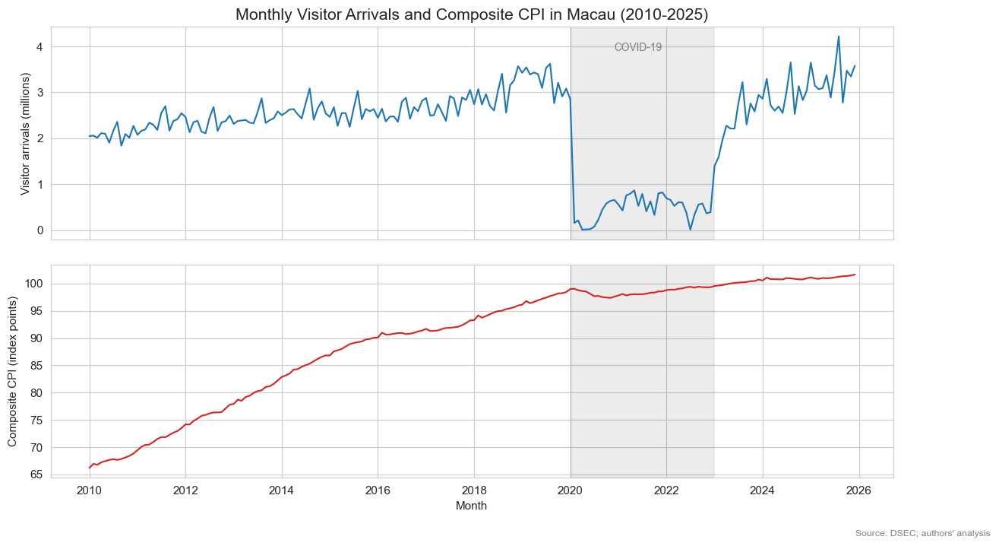 Monthly Visitor Arrivals and Composite CPI in Macau (2010-2025)
Visitor arrivals (millions)
4
3
2
1
0
COVID-19
Composite CPI (index points)
100
95
90
85
80
75
70
65
2010 2012 2014 2016 2018 2020 2022 2024 2026
Month
Source: DSEC; authors' analysis